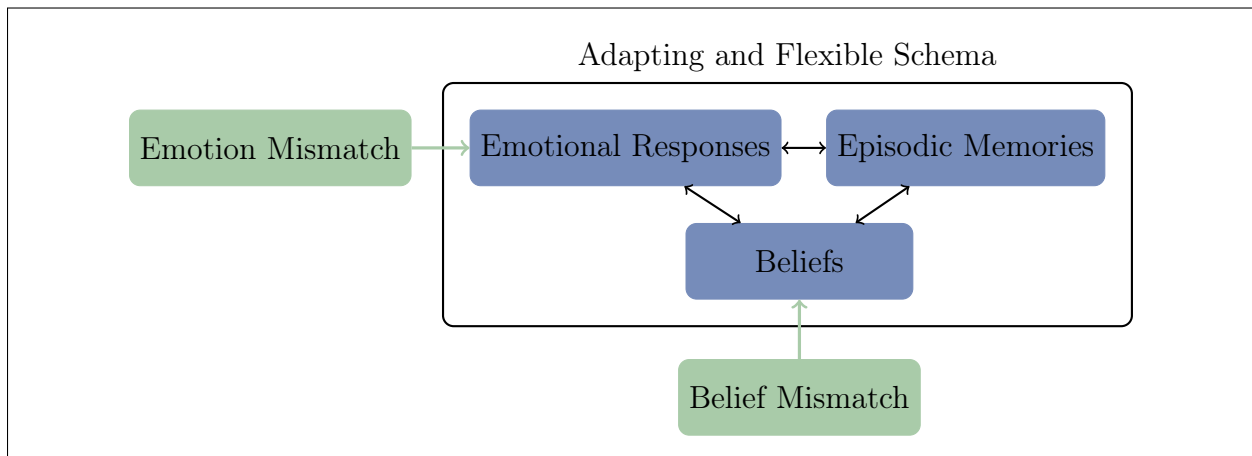 Adapting and Flexible Schema
Emotion Mismatch
Emotional Responses
Episodic Memories
Beliefs
Belief Mismatch